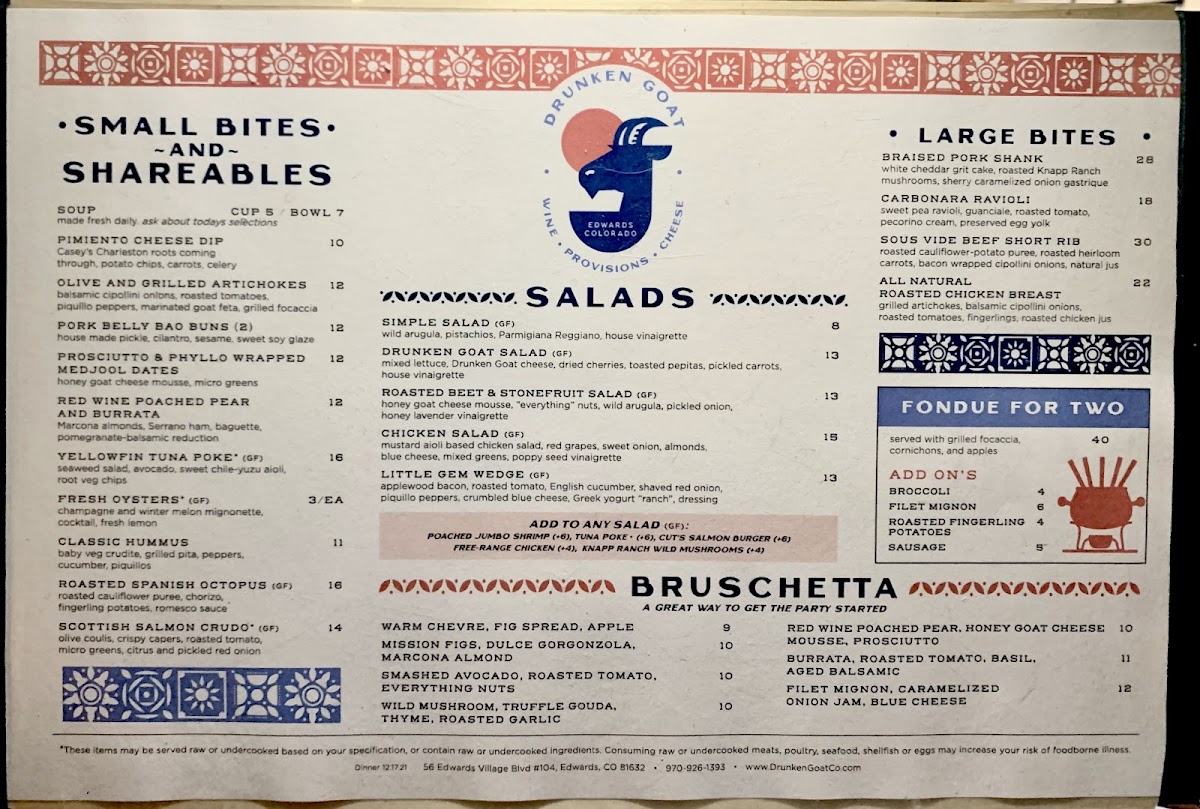 DRUNKEN GOAT
EDWARDS
COLORADO
WINE • PROVISIONS • CHEESE
• SMALL BITES •
~AND~
SHAREABLES
SOUP CUP 5 / BOWL 7
made fresh daily. ask about todays selections
PIMIENTO CHEESE DIP 10
Casey's Charleston roots coming
through, potato chips, carrots, celery
OLIVE AND GRILLED ARTICHOKES 12
balsamic cipollini onions, roasted tomatoes,
piquillo peppers, marinated goat feta, grilled focaccia
PORK BELLY BAO BUNS (2) 12
house made pickle, cilantro, sesame, sweet soy glaze
PROSCIUTTO & PHYLLO WRAPPED 12
MEDJOOL DATES
honey goat cheese mousse, micro greens
RED WINE POACHED PEAR 12
AND BURRATA
Marcona almonds, Serrano ham, baguette,
pomegranate-balsamic reduction
YELLOWFIN TUNA POKE* (GF) 16
seaweed salad, avocado, sweet chile-yuzu aioli,
root veg chips
FRESH OYSTERS* (GF) 3/EA
champagne and winter melon mignonette,
cocktail, fresh lemon
CLASSIC HUMMUS 11
baby veg crudite, grilled pita, peppers,
cucumber, piquillos
ROASTED SPANISH OCTOPUS (GF) 16
roasted cauliflower puree, chorizo,
fingerling potatoes, romesco sauce
SCOTTISH SALMON CRUDO* (GF) 14
olive coulis, crispy capers, roasted tomato,
micro greens, citrus and pickled red onion
SALADS
SIMPLE SALAD (GF) 8
wild arugula, pistachios, Parmigiana Reggiano, house vinaigrette
DRUNKEN GOAT SALAD (GF) 13
mixed lettuce, Drunken Goat cheese, dried cherries, toasted pepitas, pickled carrots,
house vinaigrette
ROASTED BEET & STONEFRUIT SALAD (GF) 13
honey goat cheese mousse, "everything" nuts, wild arugula, pickled onion,
honey lavender vinaigrette
CHICKEN SALAD (GF) 15
mustard aioli based chicken salad, red grapes, sweet onion, almonds,
blue cheese, mixed greens, poppy seed vinaigrette
LITTLE GEM WEDGE (GF) 13
applewood bacon, roasted tomato, English cucumber, shaved red onion,
piquillo peppers, crumbled blue cheese, Greek yogurt "ranch", dressing
ADD TO ANY SALAD (GF):
POACHED JUMBO SHRIMP (+6), TUNA POKE * (+6), CUT'S SALMON BURGER (+6)
FREE-RANGE CHICKEN (+4), KNAPP RANCH WILD MUSHROOMS (+4)
• LARGE BITES •
BRAISED PORK SHANK 28
white cheddar grit cake, roasted Knapp Ranch
mushrooms, sherry caramelized onion gastrique
CARBONARA RAVIOLI 18
sweet pea ravioli, guanciale, roasted tomato,
pecorino cream, preserved egg yolk
SOUS VIDE BEEF SHORT RIB 30
roasted cauliflower-potato puree, roasted heirloom
carrots, bacon wrapped cipollini onions, natural jus
ALL NATURAL 22
ROASTED CHICKEN BREAST
grilled artichokes, balsamic cipollini onions,
roasted tomatoes, fingerlings, roasted chicken jus
FONDUE FOR TWO
served with grilled focaccia, 40
cornichons, and apples
ADD ON'S
BROCCOLI 4
FILET MIGNON 6
ROASTED FINGERLING 4
POTATOES
SAUSAGE 5
BRUSCHETTA
A GREAT WAY TO GET THE PARTY STARTED
WARM CHEVRE, FIG SPREAD, APPLE 9
MISSION FIGS, DULCE GORGONZOLA, 10
MARCONA ALMOND
SMASHED AVOCADO, ROASTED TOMATO, 10
EVERYTHING NUTS
WILD MUSHROOM, TRUFFLE GOUDA, 10
THYME, ROASTED GARLIC
RED WINE POACHED PEAR, HONEY GOAT CHEESE 10
MOUSSE, PROSCIUTTO
BURRATA, ROASTED TOMATO, BASIL, 11
AGED BALSAMIC
FILET MIGNON, CARAMELIZED 12
ONION JAM, BLUE CHEESE
*These items may be served raw or undercooked based on your specification, or contain raw or undercooked ingredients. Consuming raw or undercooked meats, poultry, seafood, shellfish or eggs may increase your risk of foodborne illness.
Dinner 12.17.21 56 Edwards Village Blvd #104, Edwards, CO 81632 • 970-926-1393 • www.DrunkenGoatCo.com